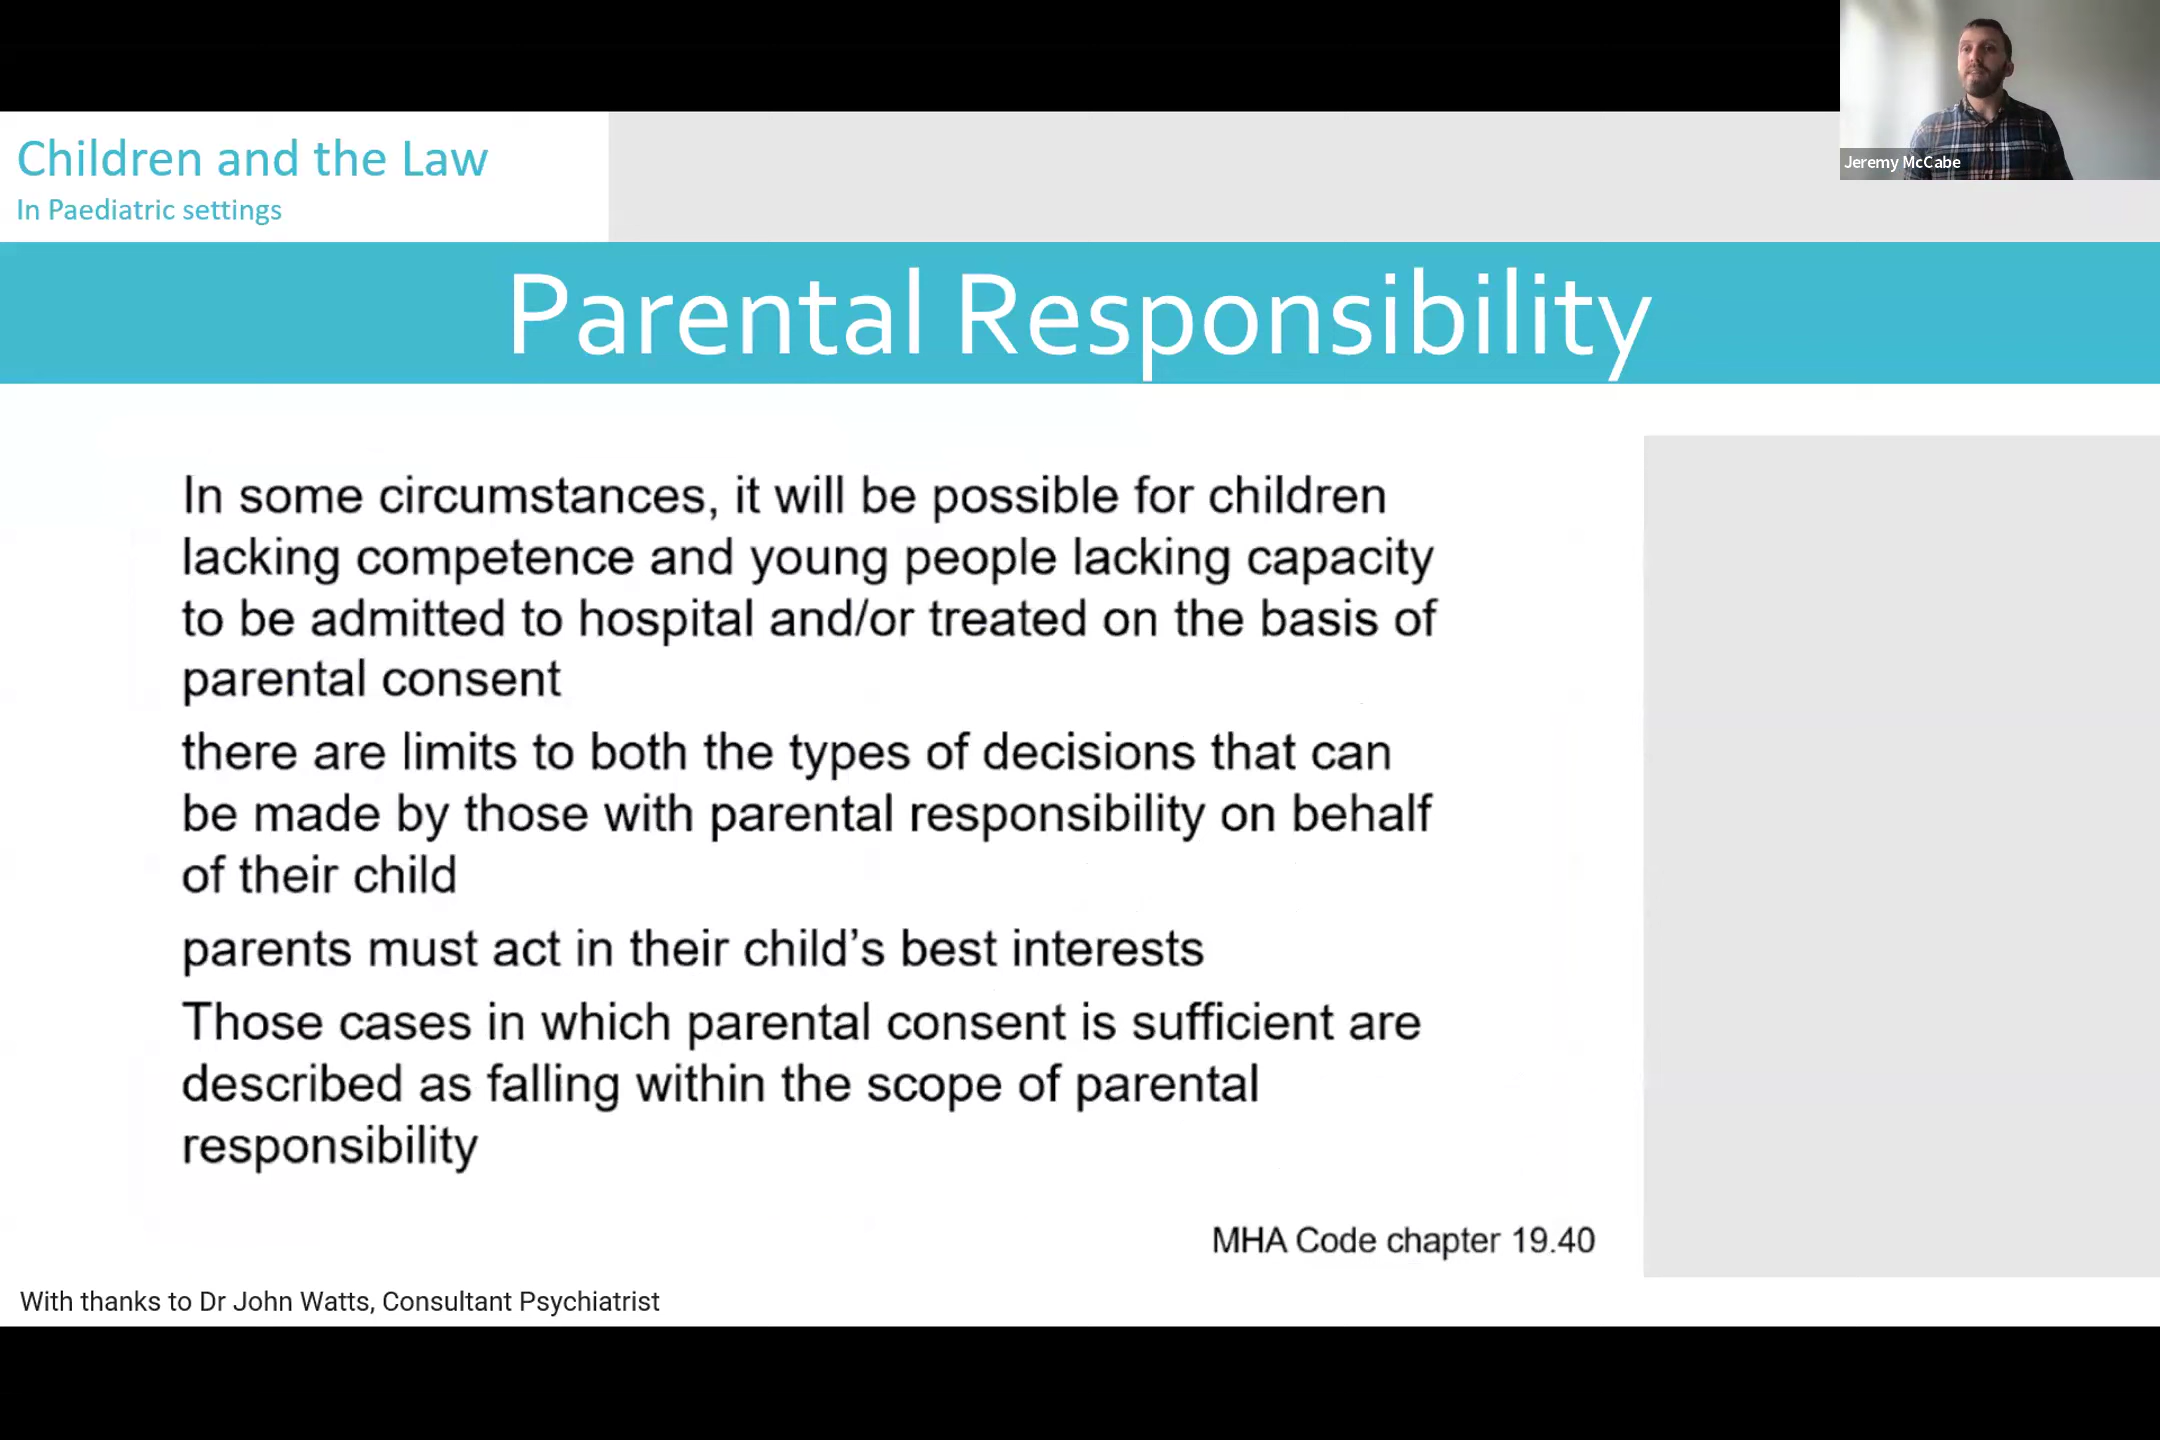 Jeremy McCabe
Children and the Law
In Paediatric settings
Parental Responsibility
In some circumstances, it will be possible for children
lacking competence and young people lacking capacity
to be admitted to hospital and/or treated on the basis of
parental consent
there are limits to both the types of decisions that can
be made by those with parental responsibility on behalf
of their child
parents must act in their child’s best interests
Those cases in which parental consent is sufficient are
described as falling within the scope of parental
responsibility
MHA Code chapter 19.40
With thanks to Dr John Watts, Consultant Psychiatrist